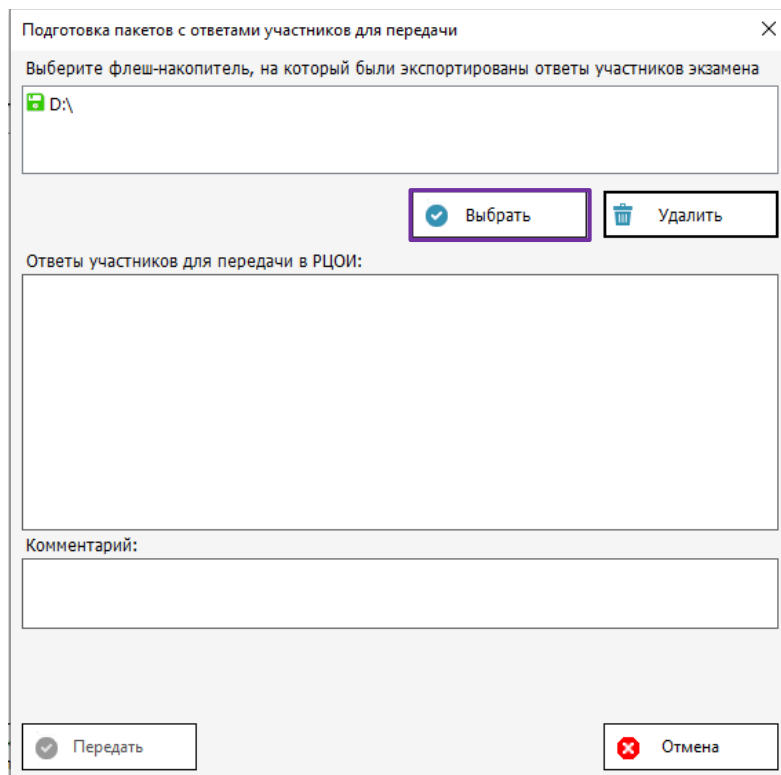 Подготовка пакетов с ответами участников для передачи
Выберите флеш-накопитель, на который были экспортированы ответы участников экзамена
D:\
Выбрать
Удалить
Ответы участников для передачи в РЦОИ:
Комментарий:
Передать
Отмена